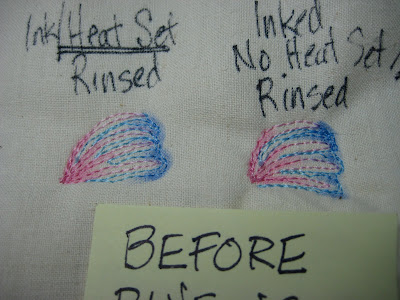 Ink/Heat Set
Rinsed
Inked
No Heat Set
Rinsed
BEFORE